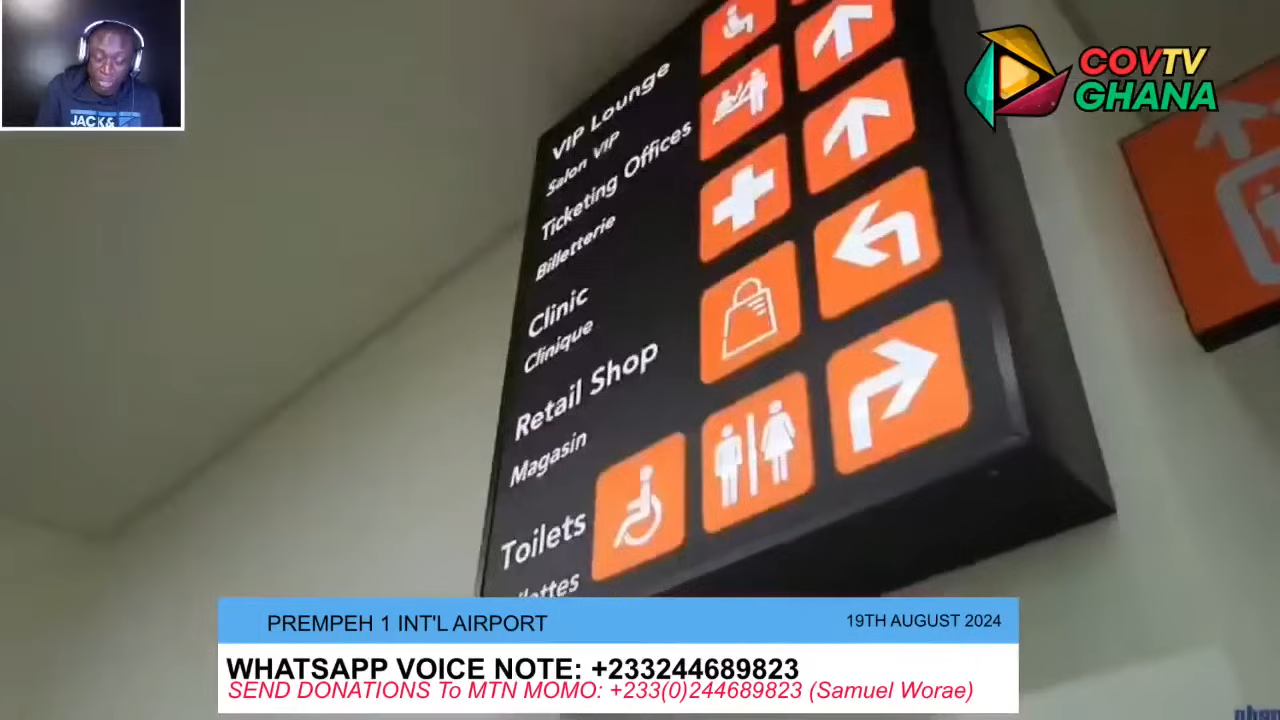 JACK&
COVTV
GHANA
VIP Lounge
Salon VIP
Ticketing Offices
Billetterie
Clinic
Clinique
Retail Shop
Magasin
Toilets
PREMPEH 1 INT'L AIRPORT
19TH AUGUST 2024
WHATSAPP VOICE NOTE: +233244689823
SEND DONATIONS To MTN MOMO: +233(0)244689823 (Samuel Worae)